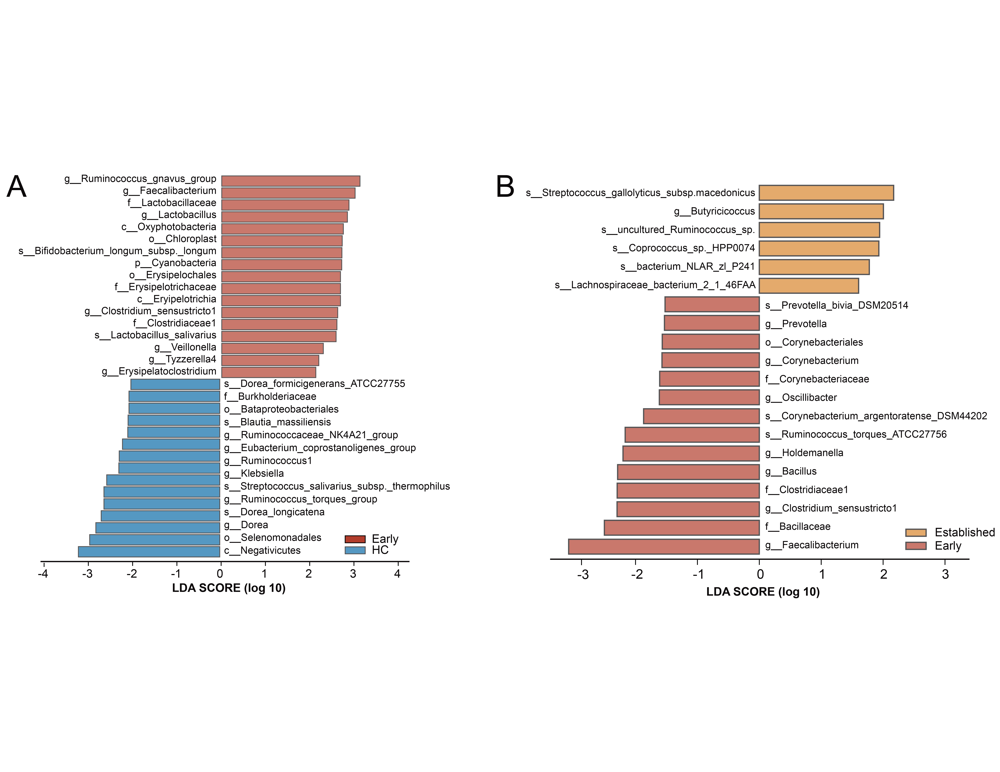 A
g__Ruminococcus_gnavus_group
g__Faecalibacterium
f__Lactobacillaceae
g__Lactobacillus
c__Oxyphotobacteria
o__Chloroplast
s__Bifidobacterium_longum_subsp._longum
p__Cyanobacteria
o__Erysipelochales
f__Erysipelotrichaceae
c__Eryipelotrichia
g__Clostridium_sensustricto1
f__Clostridiaceae1
s__Lactobacillus_salivarius
g__Veillonella
g__Tyzzerella4
g__Erysipelatoclostridium
s__Dorea_formicigenerans_ATCC27755
f__Burkholderiaceae
o__Bataproteobacteriales
s__Blautia_massiliensis
g__Ruminococcaceae_NK4A21_group
g__Eubacterium_coprostanoligenes_group
g__Ruminococcus1
g__Klebsiella
s__Streptococcus_salivarius_subsp._thermophilus
g__Ruminococcus_torques_group
s__Dorea_longicatena
g__Dorea
o__Selenomonadales
c__Negativicutes
Early
HC
-4 -3 -2 -1 0 1 2 3 4
LDA SCORE (log 10)
B
s__Streptococcus_gallolyticus_subsp.macedonicus
g__Butyricicoccus
s__uncultured_Ruminococcus_sp.
s__Coprococcus_sp._HPP0074
s__bacterium_NLAR_zl_P241
s__Lachnospiraceae_bacterium_2_1_46FAA
s__Prevotella_bivia_DSM20514
g__Prevotella
o__Corynebacteriales
g__Corynebacterium
f__Corynebacteriaceae
g__Oscillibacter
s__Corynebacterium_argentoratense_DSM44202
s__Ruminococcus_torques_ATCC27756
g__Holdemanella
g__Bacillus
f__Clostridiaceae1
g__Clostridium_sensustricto1
f__Bacillaceae
g__Faecalibacterium
Established
Early
-3 -2 -1 0 1 2 3
LDA SCORE (log 10)